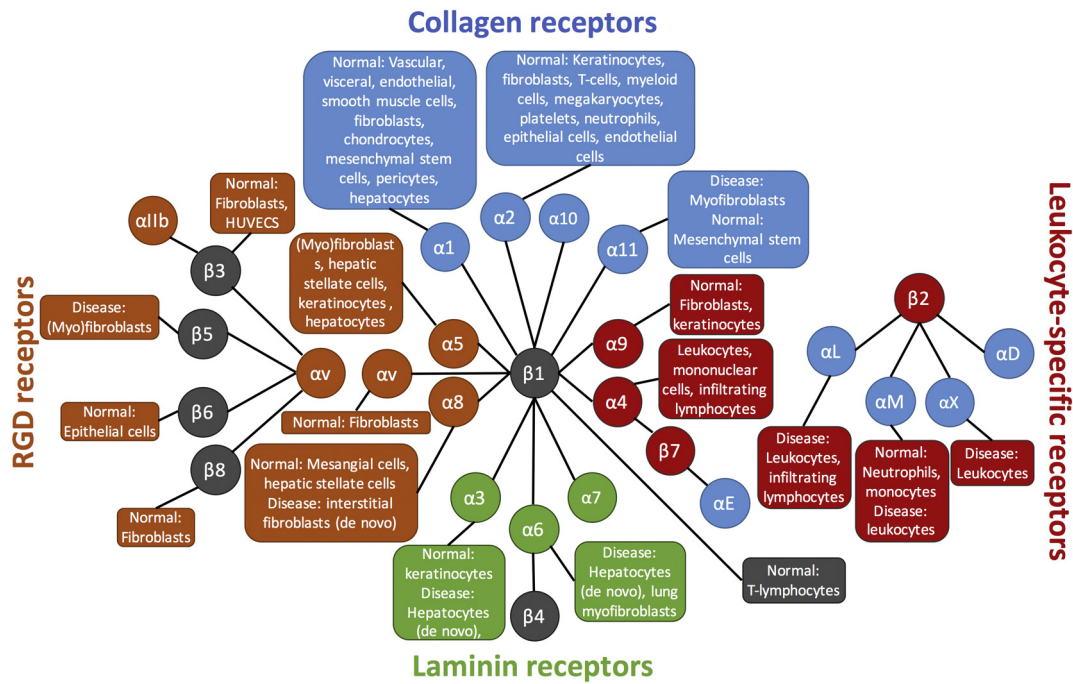 Collagen receptors
Normal: Vascular,
visceral, endothelial,
smooth muscle cells,
fibroblasts,
chondrocytes,
mesenchymal stem
cells, pericytes,
hepatocytes
Normal: Keratinocytes,
fibroblasts, T-cells, myeloid
cells, megakaryocytes,
platelets, neutrophils,
epithelial cells, endothelial
cells
Disease:
Myofibroblasts
Normal:
Mesenchymal stem
cells
α1
α2
α10
α11
RGD receptors
αIIb
Normal:
Fibroblasts,
HUVECS
β3
Disease:
(Myo)fibroblasts
β5
Normal:
Epithelial cells
β6
β8
Normal:
Fibroblasts
αv
(Myo)fibroblast
s, hepatic
stellate cells,
keratinocytes ,
hepatocytes
α5
αv
Normal: Fibroblasts
α8
Normal: Mesangial cells,
hepatic stellate cells
Disease: interstitial
fibroblasts (de novo)
β1
Normal:
Fibroblasts,
keratinocytes
α9
Leukocytes,
mononuclear
cells, infiltrating
lymphocytes
α4
β7
αE
Normal:
T-lymphocytes
α3
α6
α7
β4
Normal:
keratinocytes
Disease:
Hepatocytes
(de novo),
Disease:
Hepatocytes
(de novo), lung
myofibroblasts
Laminin receptors
Leukocyte-specific receptors
β2
αL
αM
αX
αD
Disease:
Leukocytes,
infiltrating
lymphocytes
Normal:
Neutrophils,
monocytes
Disease:
leukocytes
Disease:
Leukocytes